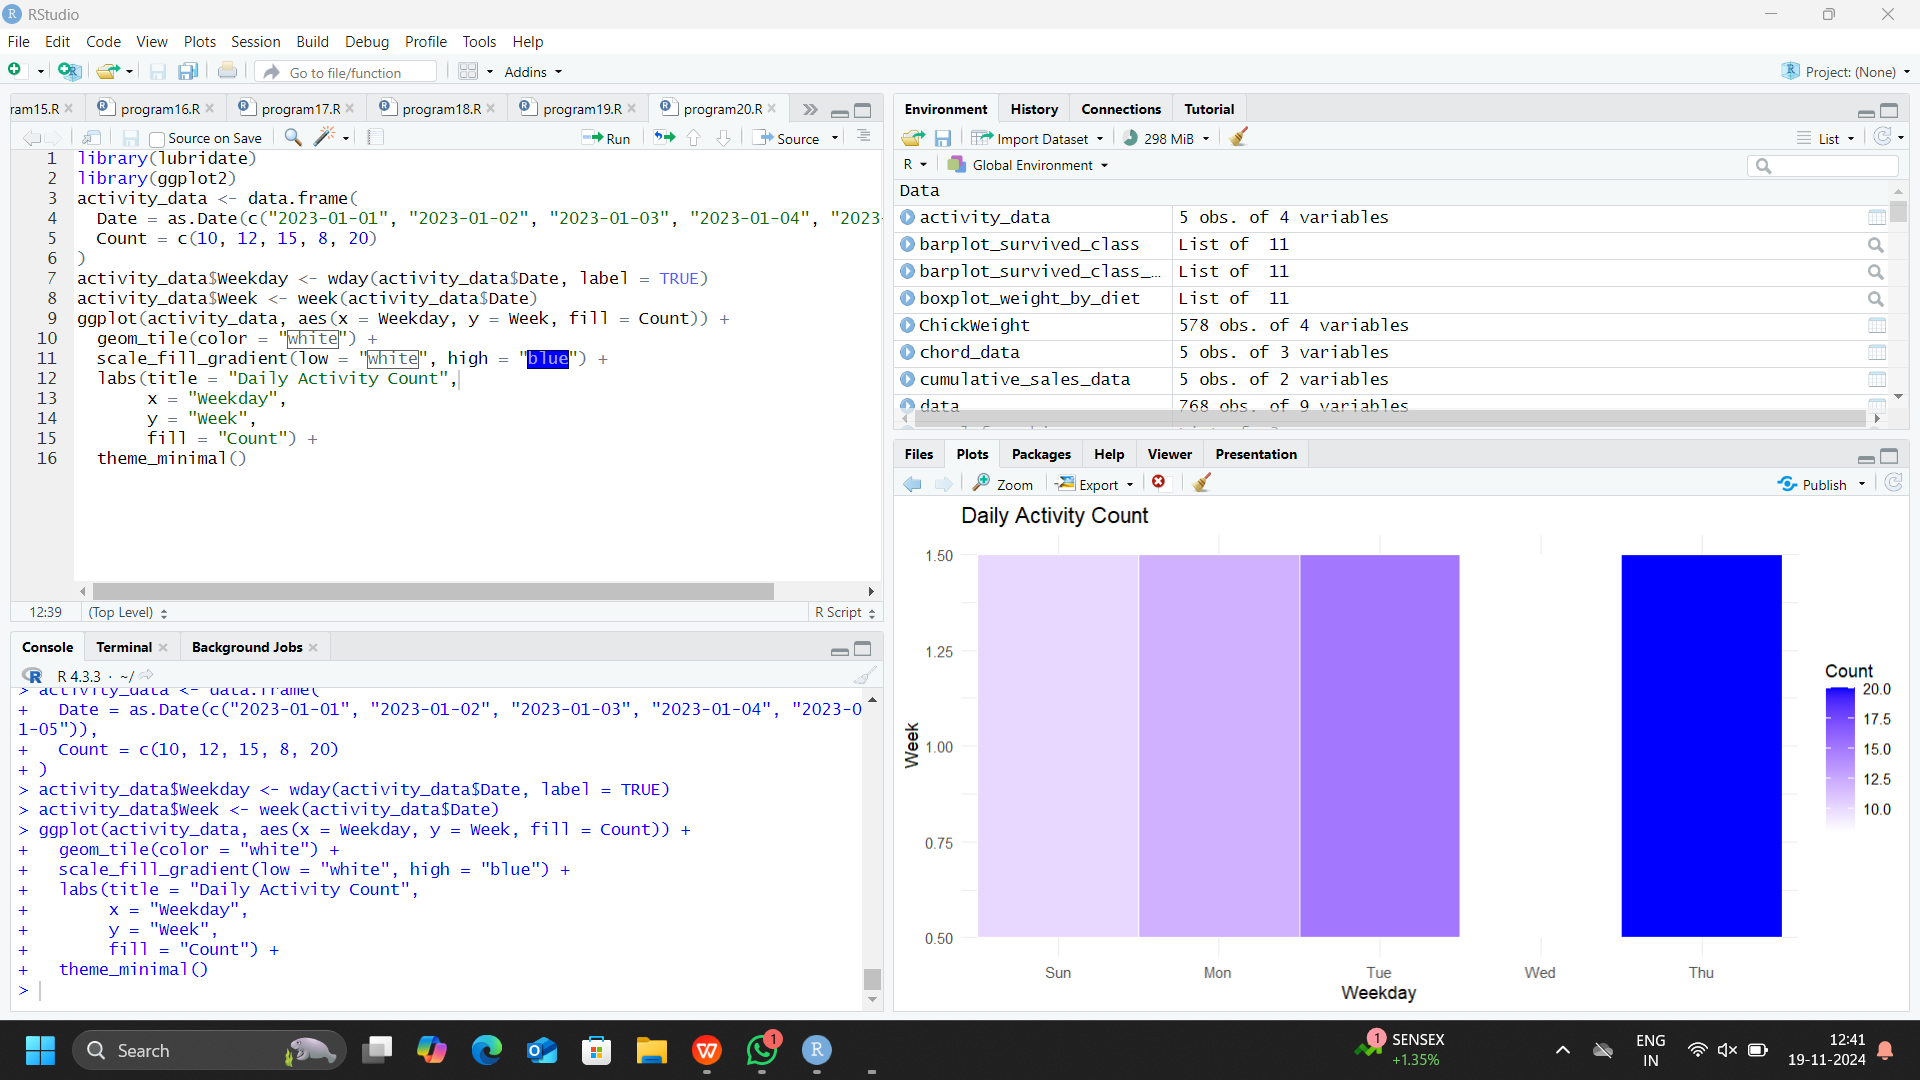 RStudio
File Edit Code View Plots Session Build Debug Profile Tools Help
Go to file/function Addins Project: (None)
ram15.R program16.R program17.R program18.R program19.R program20.R
Source on Save Run Source
1 library(lubridate)
2 library(ggplot2)
3 activity_data <- data.frame(
4 Date = as.Date(c("2023-01-01", "2023-01-02", "2023-01-03", "2023-01-04", "2023-
5 Count = c(10, 12, 15, 8, 20)
6 )
7 activity_data$Weekday <- wday(activity_data$Date, label = TRUE)
8 activity_data$Week <- week(activity_data$Date)
9 ggplot(activity_data, aes(x = Weekday, y = Week, fill = Count)) +
10 geom_tile(color = "white") +
11 scale_fill_gradient(low = "white", high = "blue") +
12 labs(title = "Daily Activity Count",
13 x = "Weekday",
14 y = "Week",
15 fill = "Count") +
16 theme_minimal()
12:39 (Top Level) R Script
Console Terminal Background Jobs
R 4.3.3 · ~/
> activity_data <- data.frame(
+ Date = as.Date(c("2023-01-01", "2023-01-02", "2023-01-03", "2023-01-04", "2023-0
1-05")),
+ Count = c(10, 12, 15, 8, 20)
+ )
> activity_data$Weekday <- wday(activity_data$Date, label = TRUE)
> activity_data$Week <- week(activity_data$Date)
> ggplot(activity_data, aes(x = Weekday, y = Week, fill = Count)) +
+ geom_tile(color = "white") +
+ scale_fill_gradient(low = "white", high = "blue") +
+ labs(title = "Daily Activity Count",
+ x = "Weekday",
+ y = "Week",
+ fill = "Count") +
+ theme_minimal()
>
Environment History Connections Tutorial
Import Dataset 298 MiB List
R Global Environment
Data
activity_data 5 obs. of 4 variables
barplot_survived_class List of 11
barplot_survived_class_… List of 11
boxplot_weight_by_diet List of 11
ChickWeight 578 obs. of 4 variables
chord_data 5 obs. of 3 variables
cumulative_sales_data 5 obs. of 2 variables
data 768 obs. of 9 variables
Files Plots Packages Help Viewer Presentation
Zoom Export Publish
Daily Activity Count
1.50
1.25
1.00
0.75
0.50
Week
Sun Mon Tue Wed Thu
Weekday
Count
20.0
17.5
15.0
12.5
10.0
Search
1
1
SENSEX
+1.35%
ENG
IN
12:41
19-11-2024